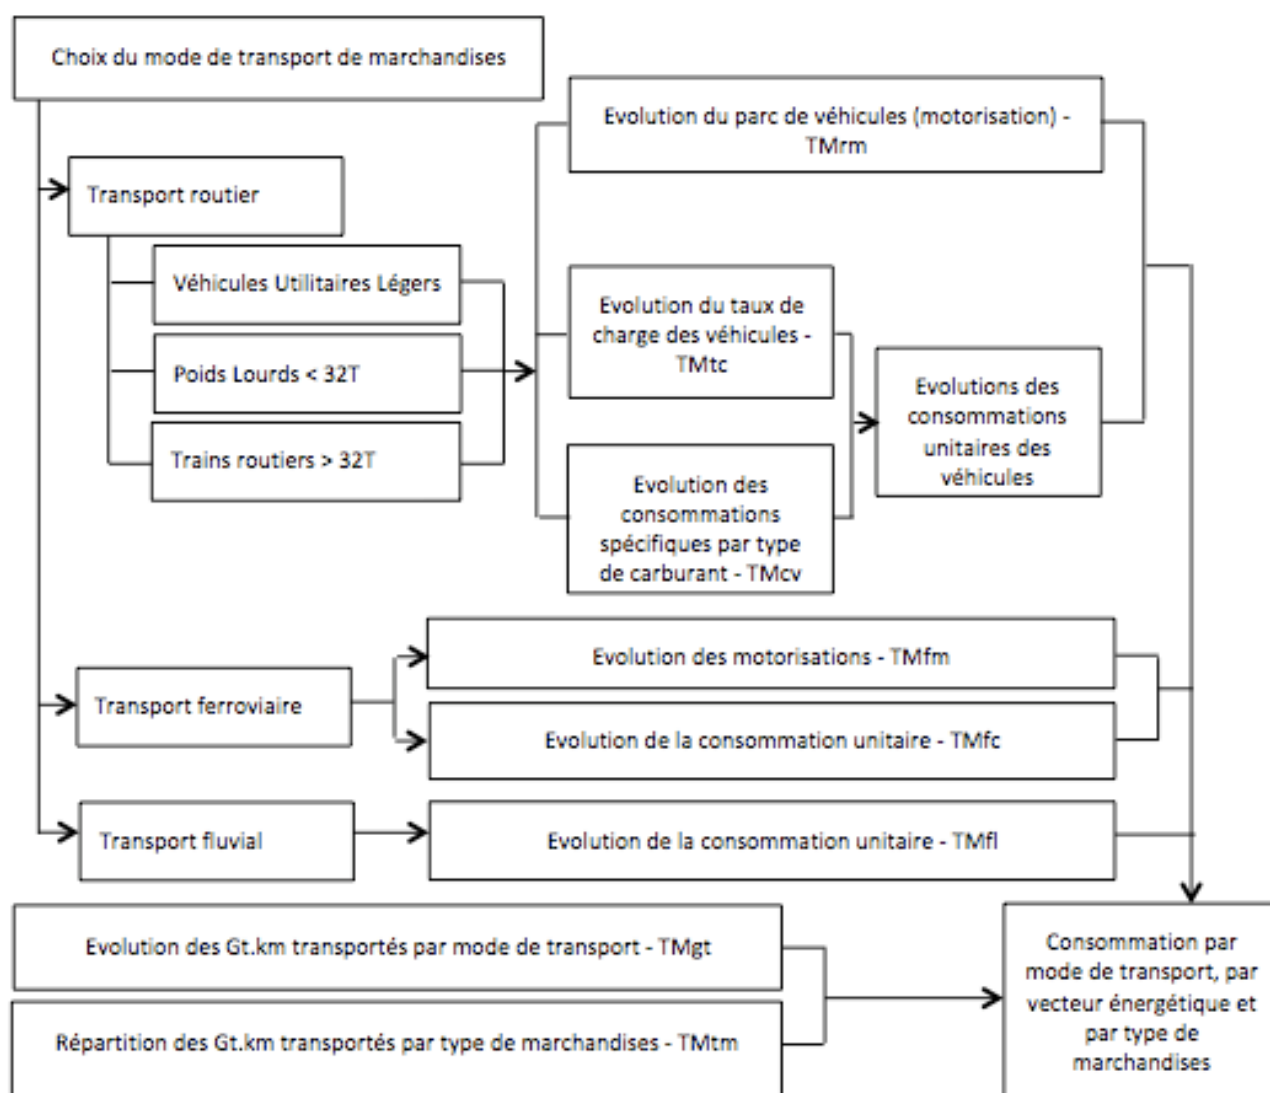 Choix du mode de transport de marchandises
Evolution du parc de véhicules (motorisation) -
TMrm
Transport routier
Véhicules Utilitaires Légers
Poids Lourds < 32T
Trains routiers > 32T
Evolution du taux de
charge des véhicules -
TMtc
Evolution des
consommations
spécifiques par type
de carburant - TMcv
Evolutions des
consommations
unitaires des
véhicules
Transport ferroviaire
Evolution des motorisations - TMfm
Evolution de la consommation unitaire - TMfc
Transport fluvial
Evolution de la consommation unitaire - TMfl
Evolution des Gt.km transportés par mode de transport - TMgt
Répartition des Gt.km transportés par type de marchandises - TMtm
Consommation par
mode de transport, par
vecteur énergétique et
par type de
marchandises